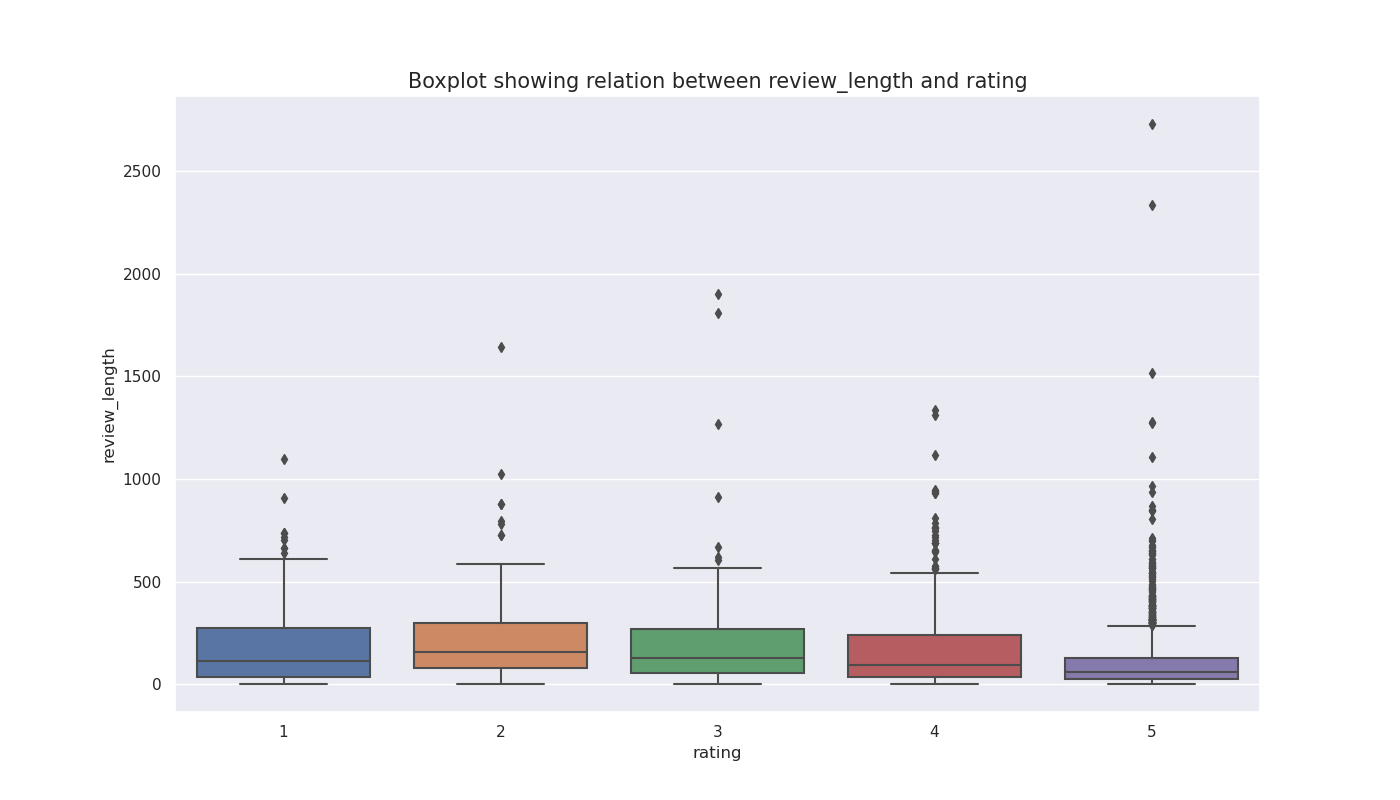 Boxplot showing relation between review_length and rating
2500
2000
1500
1000
500
0
review_length
1 2 3 4 5
rating